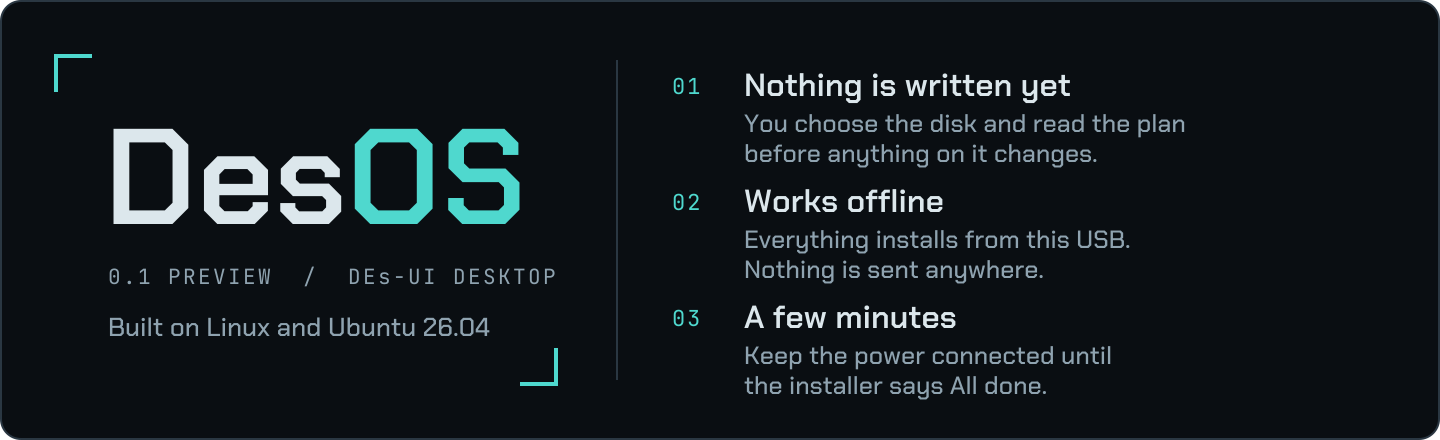 DesOS
0.1 PREVIEW / DEs-UI DESKTOP
Built on Linux and Ubuntu 26.04
01 Nothing is written yet
You choose the disk and read the plan
before anything on it changes.
02 Works offline
Everything installs from this USB.
Nothing is sent anywhere.
03 A few minutes
Keep the power connected until
the installer says All done.